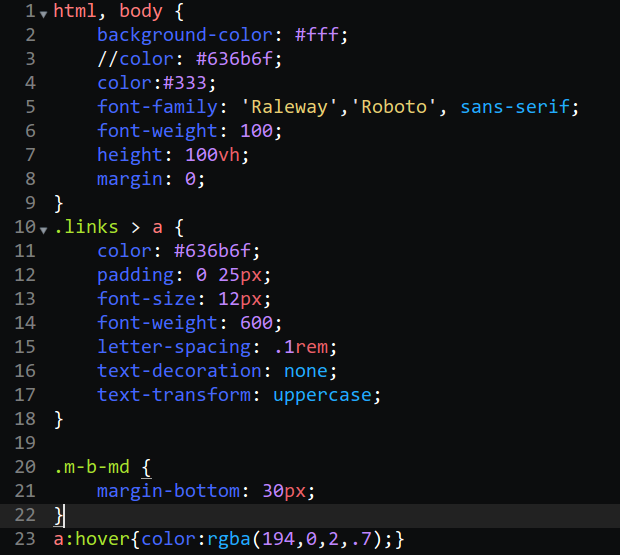 1 html, body {
2     background-color: #fff;
3     //color: #636b6f;
4     color:#333;
5     font-family: 'Raleway','Roboto', sans-serif;
6     font-weight: 100;
7     height: 100vh;
8     margin: 0;
9 }
10 .links > a {
11     color: #636b6f;
12     padding: 0 25px;
13     font-size: 12px;
14     font-weight: 600;
15     letter-spacing: .1rem;
16     text-decoration: none;
17     text-transform: uppercase;
18 }
19
20 .m-b-md {
21     margin-bottom: 30px;
22 }
23 a:hover{color:rgba(194,0,2,.7);}